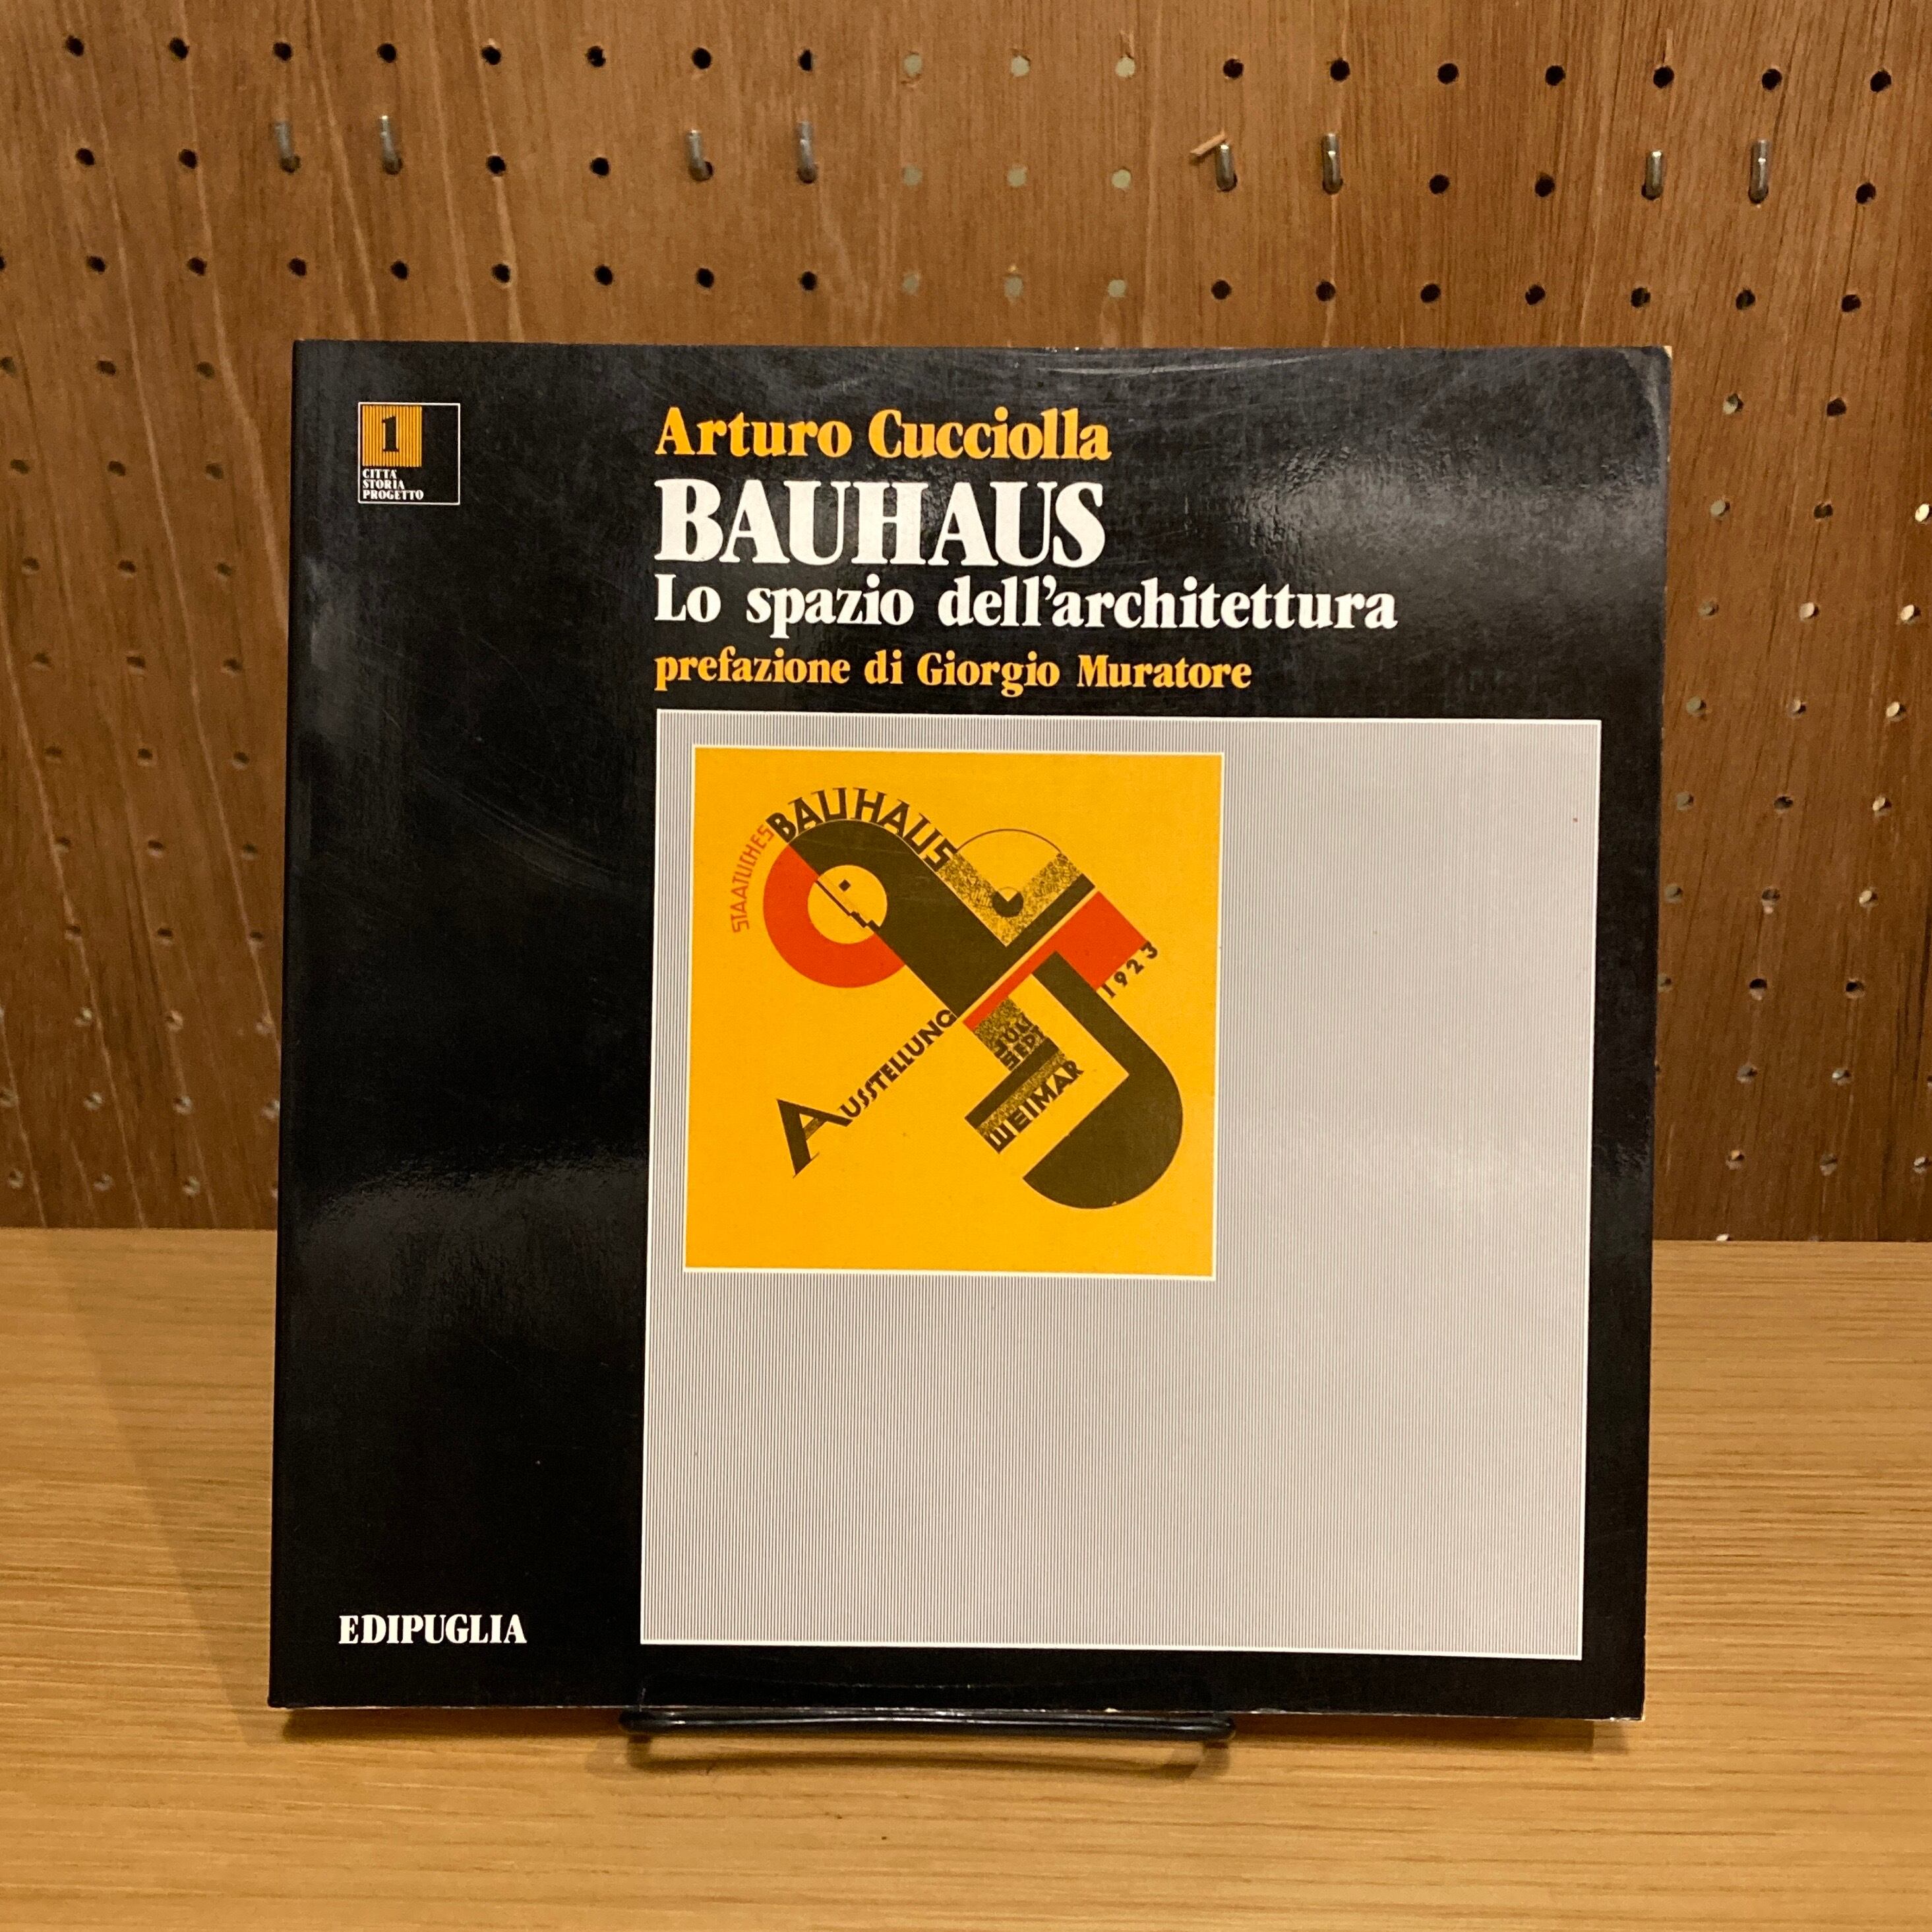 1
CITTÀ
STORIA
PROGETTO
Arturo Cucciolla
BAUHAUS
Lo spazio dell'architettura
prefazione di Giorgio Muratore
STAATLICHES
BAUHAUS
1923
AUSSTELLUNG
WEIMAR
EDIPUGLIA